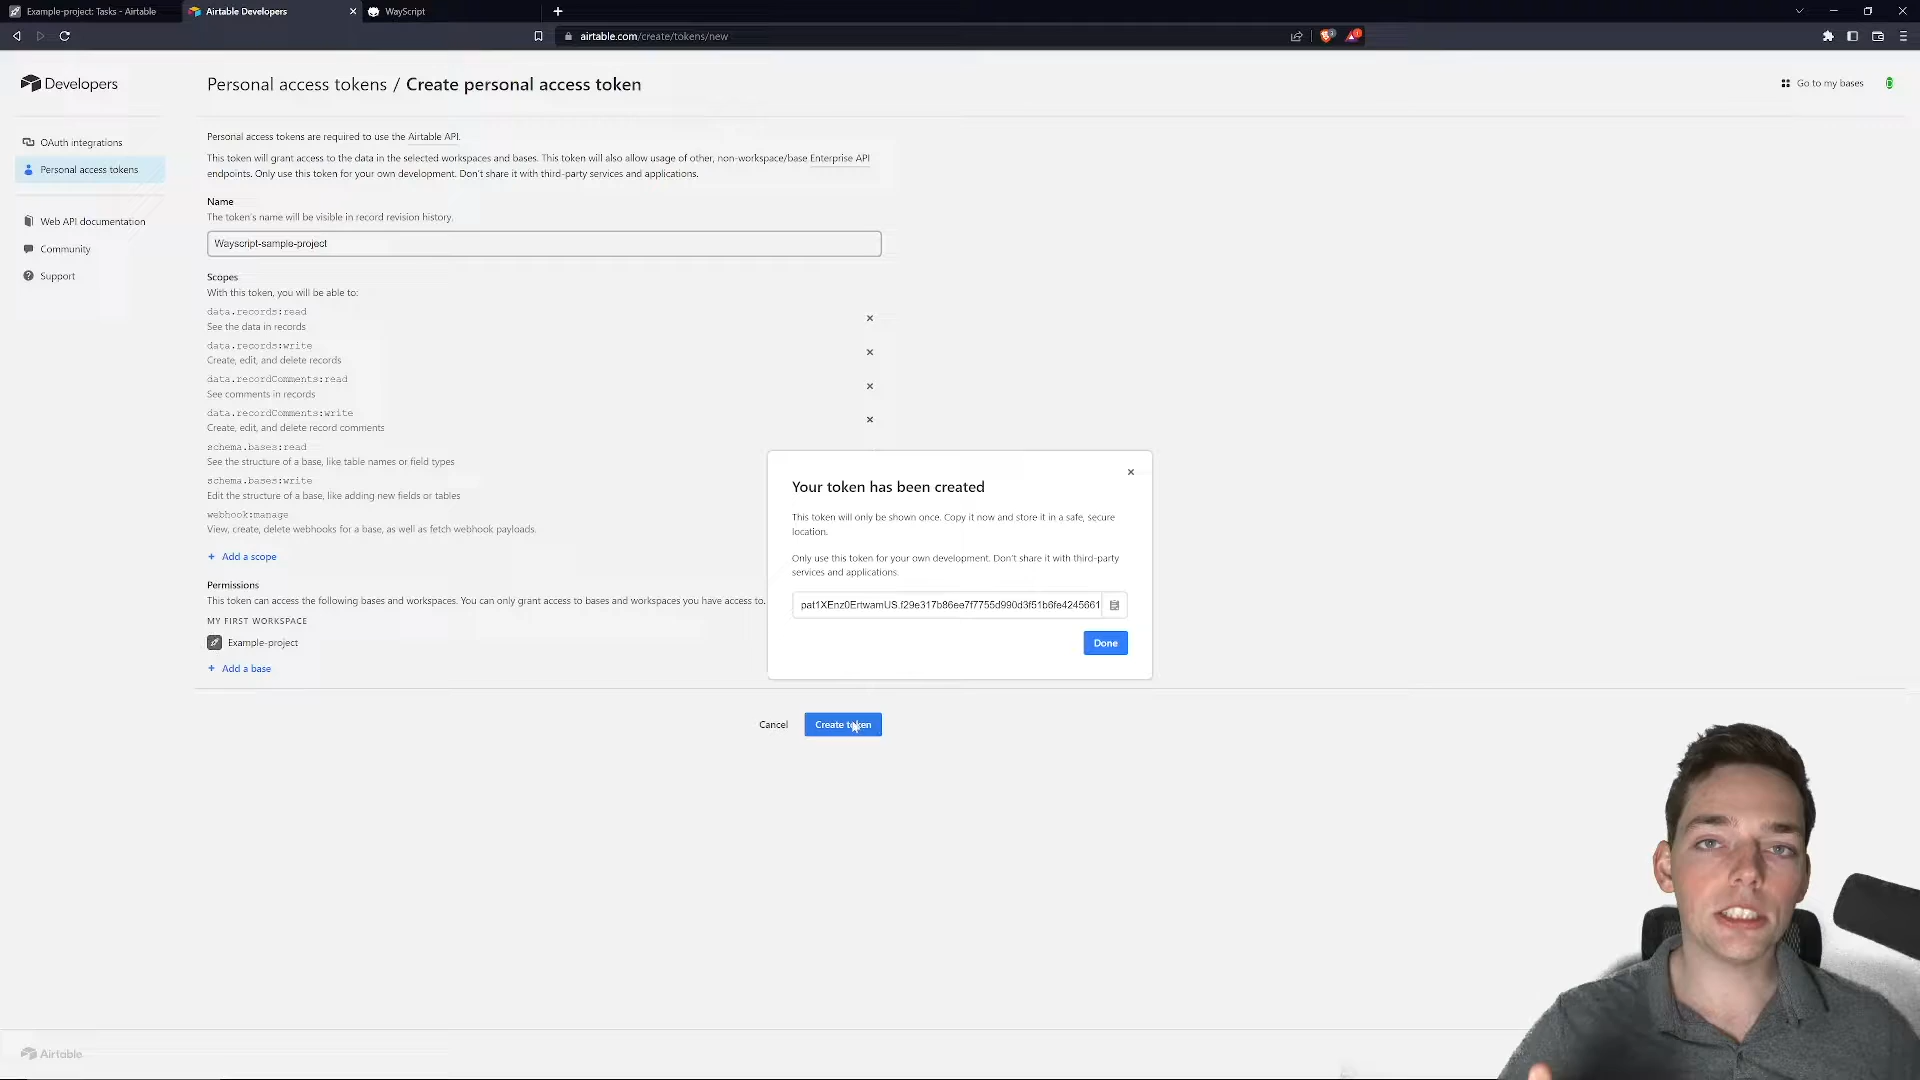 Example-project: Tasks - Airtable
Airtable Developers
WayScript
airtable.com/create/tokens/new
Developers
Personal access tokens / Create personal access token
Go to my bases
OAuth integrations
Personal access tokens
Web API documentation
Community
Support
Personal access tokens are required to use the Airtable API.
This token will grant access to the data in the selected workspaces and bases. This token will also allow usage of other, non-workspace/base Enterprise API
endpoints. Only use this token for your own development. Don't share it with third-party services and applications.
Name
The token's name will be visible in record revision history.
Wayscript-sample-project
Scopes
With this token, you will be able to:
data.records:read
See the data in records
data.records:write
Create, edit, and delete records
data.recordComments:read
See comments in records
data.recordComments:write
Create, edit, and delete record comments
schema.bases:read
See the structure of a base, like table names or field types
schema.bases:write
Edit the structure of a base, like adding new fields or tables
webhook:manage
View, create, delete webhooks for a base, as well as fetch webhook payloads.
+ Add a scope
Permissions
This token can access the following bases and workspaces. You can only grant access to bases and workspaces you have access to.
MY FIRST WORKSPACE
Example-project
+ Add a base
Your token has been created
This token will only be shown once. Copy it now and store it in a safe, secure
location.
Only use this token for your own development. Don't share it with third-party
services and applications.
pat1XEnz0ErtwamUS.f29e317b86ee7f7755d990d3f51b6fe4245661
Done
Cancel
Create token
Airtable